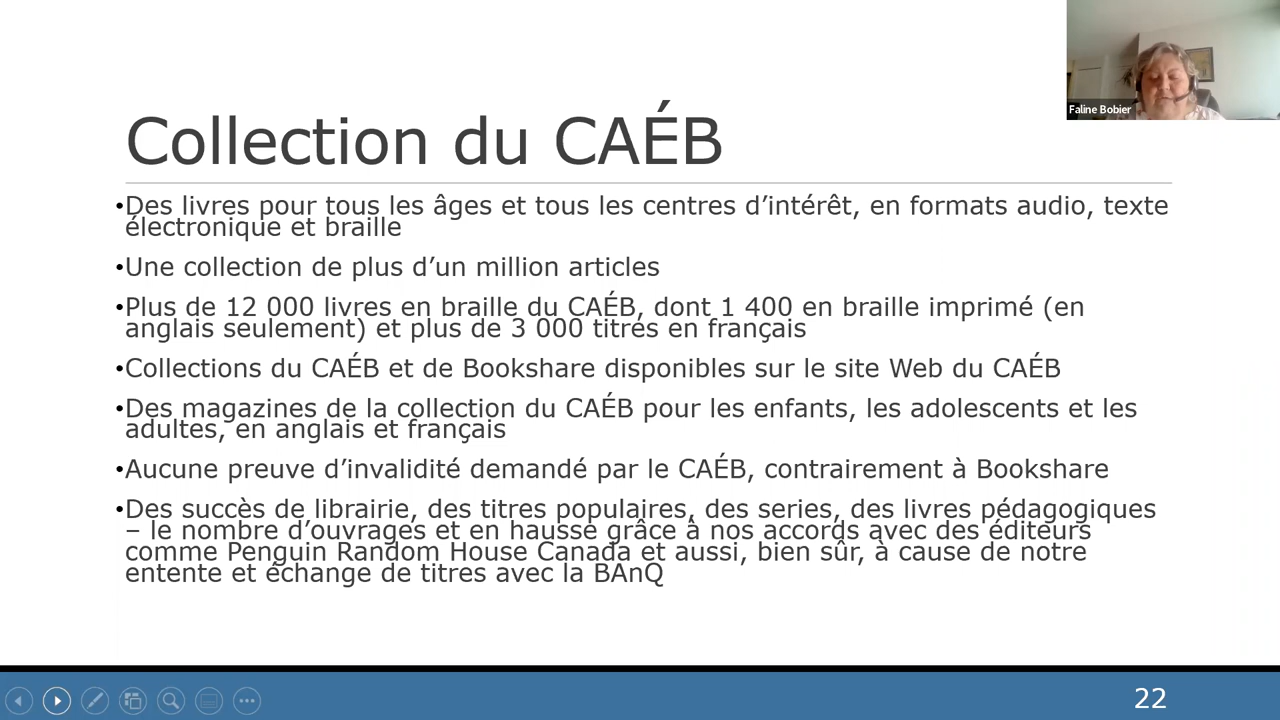 Faline Bobier
Collection du CAÉB
•Des livres pour tous les âges et tous les centres d’intérêt, en formats audio, texte
électronique et braille
•Une collection de plus d’un million articles
•Plus de 12 000 livres en braille du CAÉB, dont 1 400 en braille imprimé (en
anglais seulement) et plus de 3 000 titres en français
•Collections du CAÉB et de Bookshare disponibles sur le site Web du CAÉB
•Des magazines de la collection du CAÉB pour les enfants, les adolescents et les
adultes, en anglais et français
•Aucune preuve d’invalidité demandé par le CAÉB, contrairement à Bookshare
•Des succès de librairie, des titres populaires, des series, des livres pédagogiques
– le nombre d’ouvrages et en hausse grâce à nos accords avec des éditeurs
comme Penguin Random House Canada et aussi, bien sûr, à cause de notre
entente et échange de titres avec la BAnQ
22